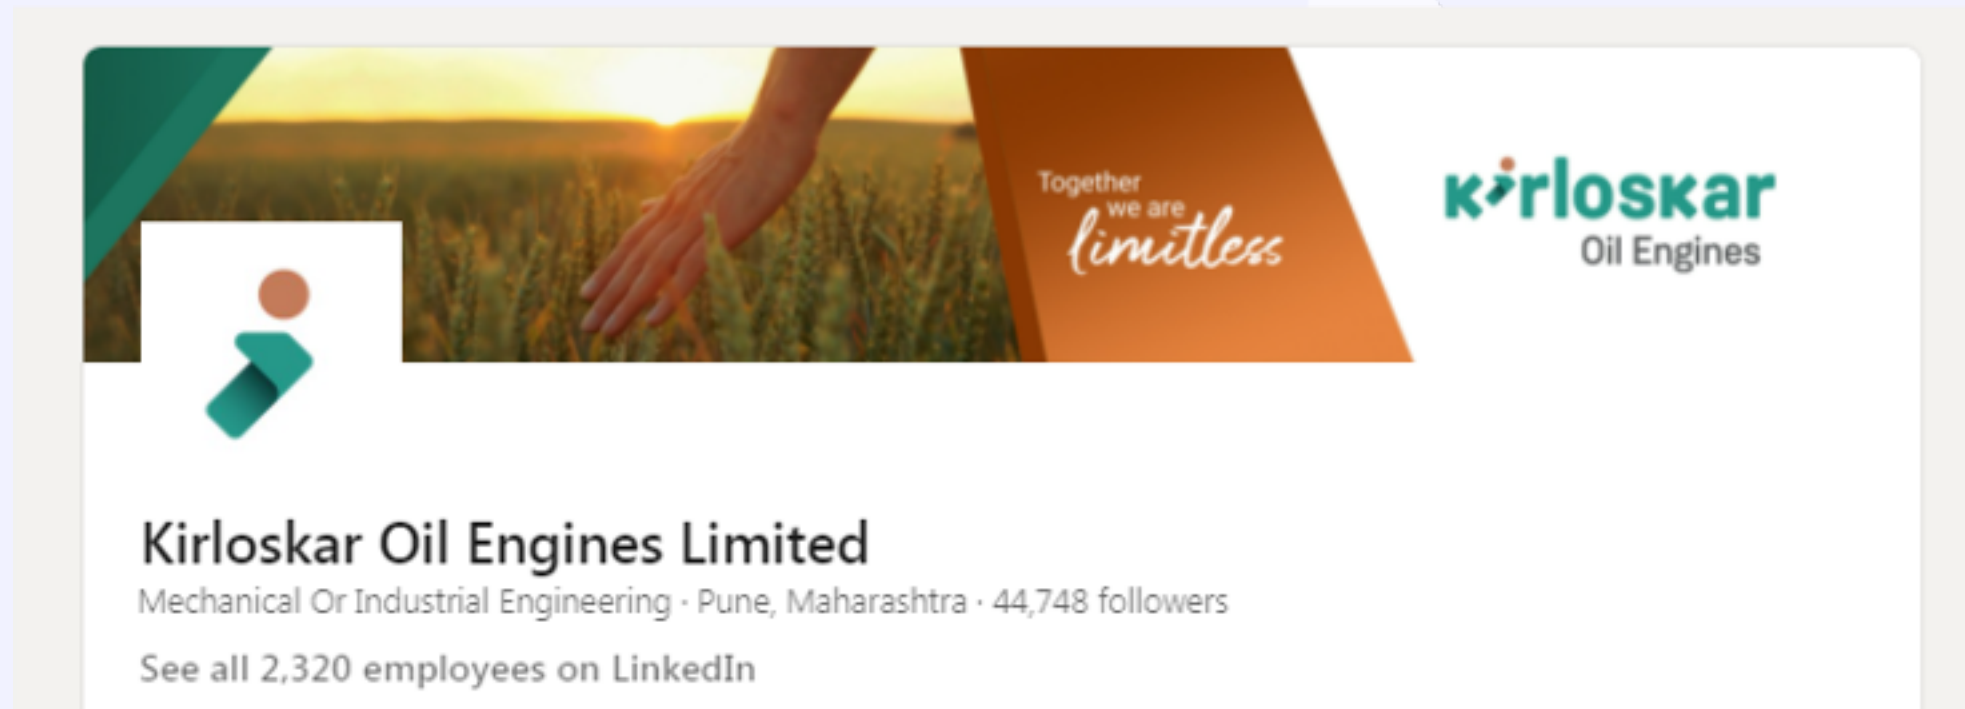 Together
we are
limitless
Kirloskar
Oil Engines
Kirloskar Oil Engines Limited
Mechanical Or Industrial Engineering · Pune, Maharashtra · 44,748 followers
See all 2,320 employees on LinkedIn